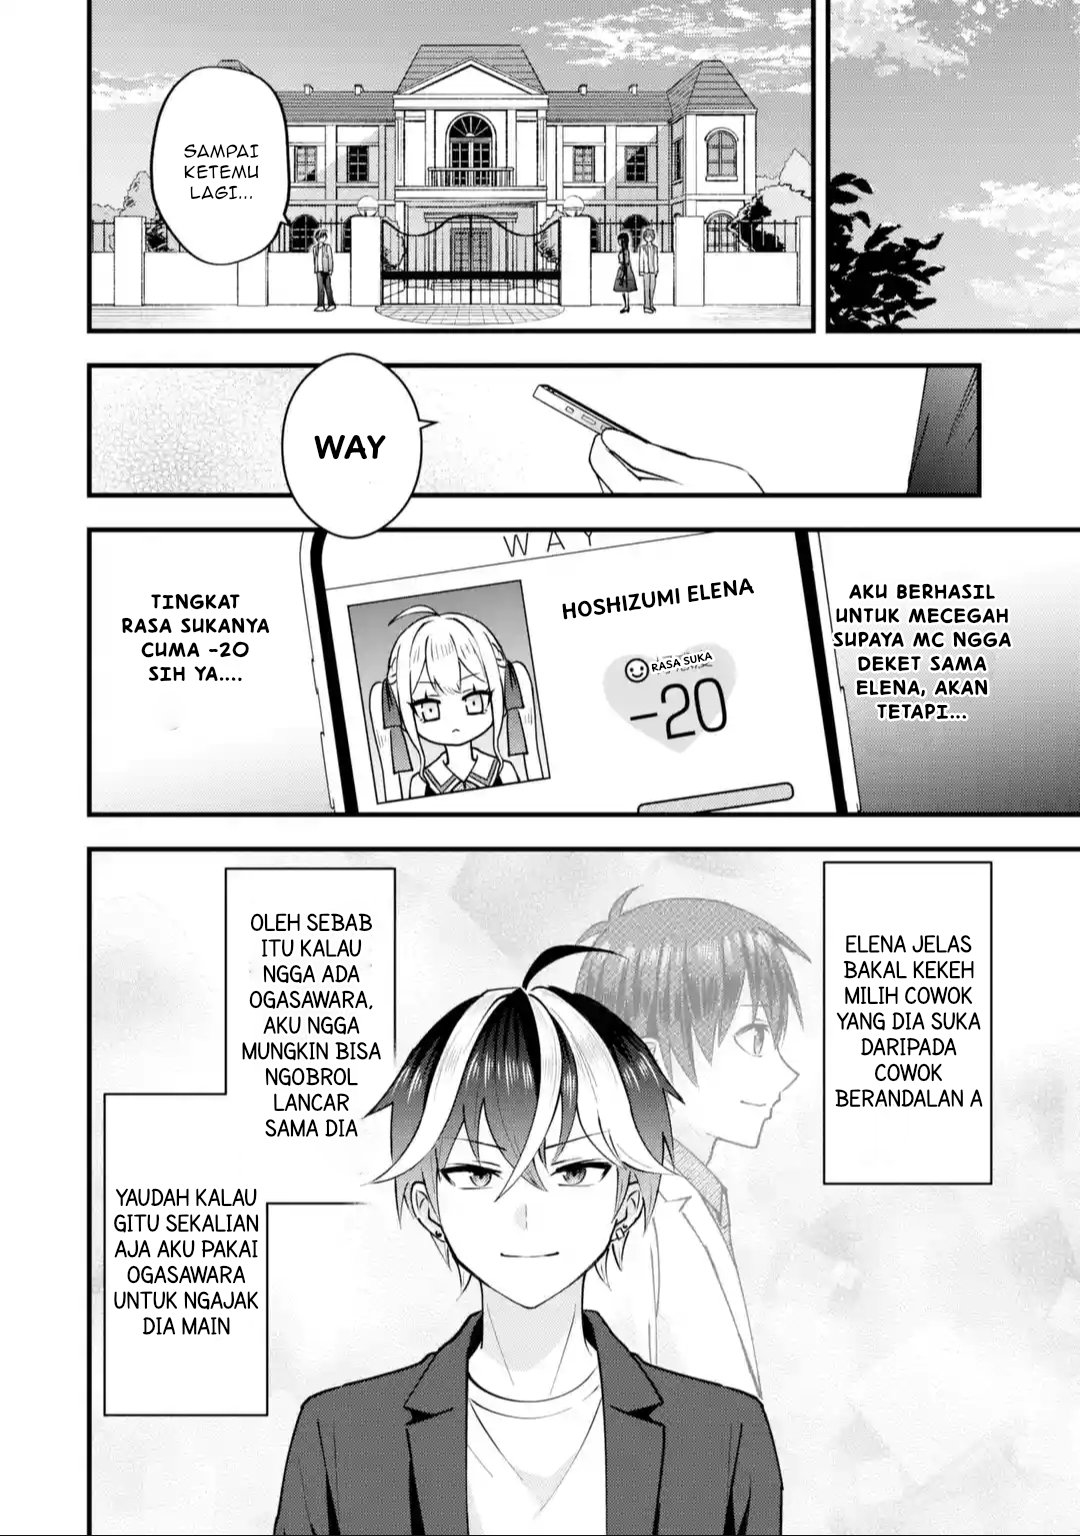 SAMPAI
KETEMU
LAGI...
WAY
WAY
HOSHIZUMI ELENA
RASA SUKA
-20
AKU BERHASIL
UNTUK MECEGAH
SUPAYA MC NGGA
DEKET SAMA
ELENA, AKAN
TETAPI...
TINGKAT
RASA SUKANYA
CUMA -20
SIH YA....
ELENA JELAS
BAKAL KEKEH
MILIH COWOK
YANG DIA SUKA
DARIPADA
COWOK
BERANDALAN A
OLEH SEBAB
ITU KALAU
NGGA ADA
OGASAWARA,
AKU NGGA
MUNGKIN BISA
NGOBROL
LANCAR
SAMA DIA
YAUDAH KALAU
GITU SEKALIAN
AJA AKU PAKAI
OGASAWARA
UNTUK NGAJAK
DIA MAIN